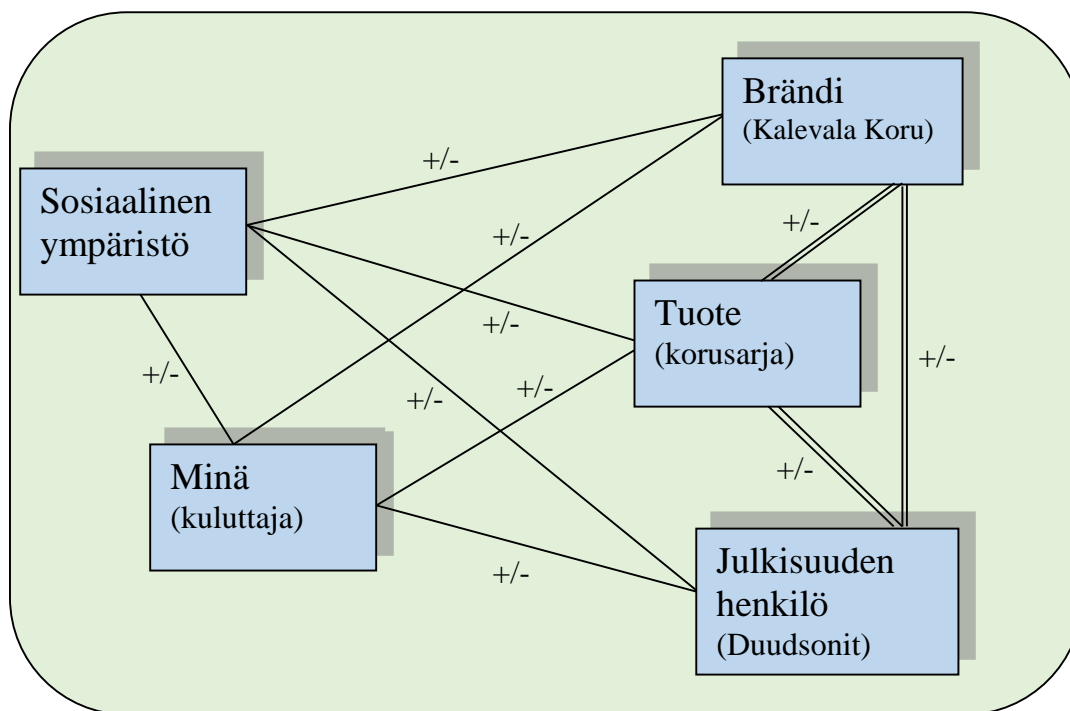 Brändi
(Kalevala Koru)
+/-
Sosiaalinen
ympäristö
+/-
+/-
Tuote
(korusarja)
+/-
+/-
+/-
+/-
+/-
Minä
(kuluttaja)
+/-
+/-
Julkisuuden
henkilö
(Duudsonit)